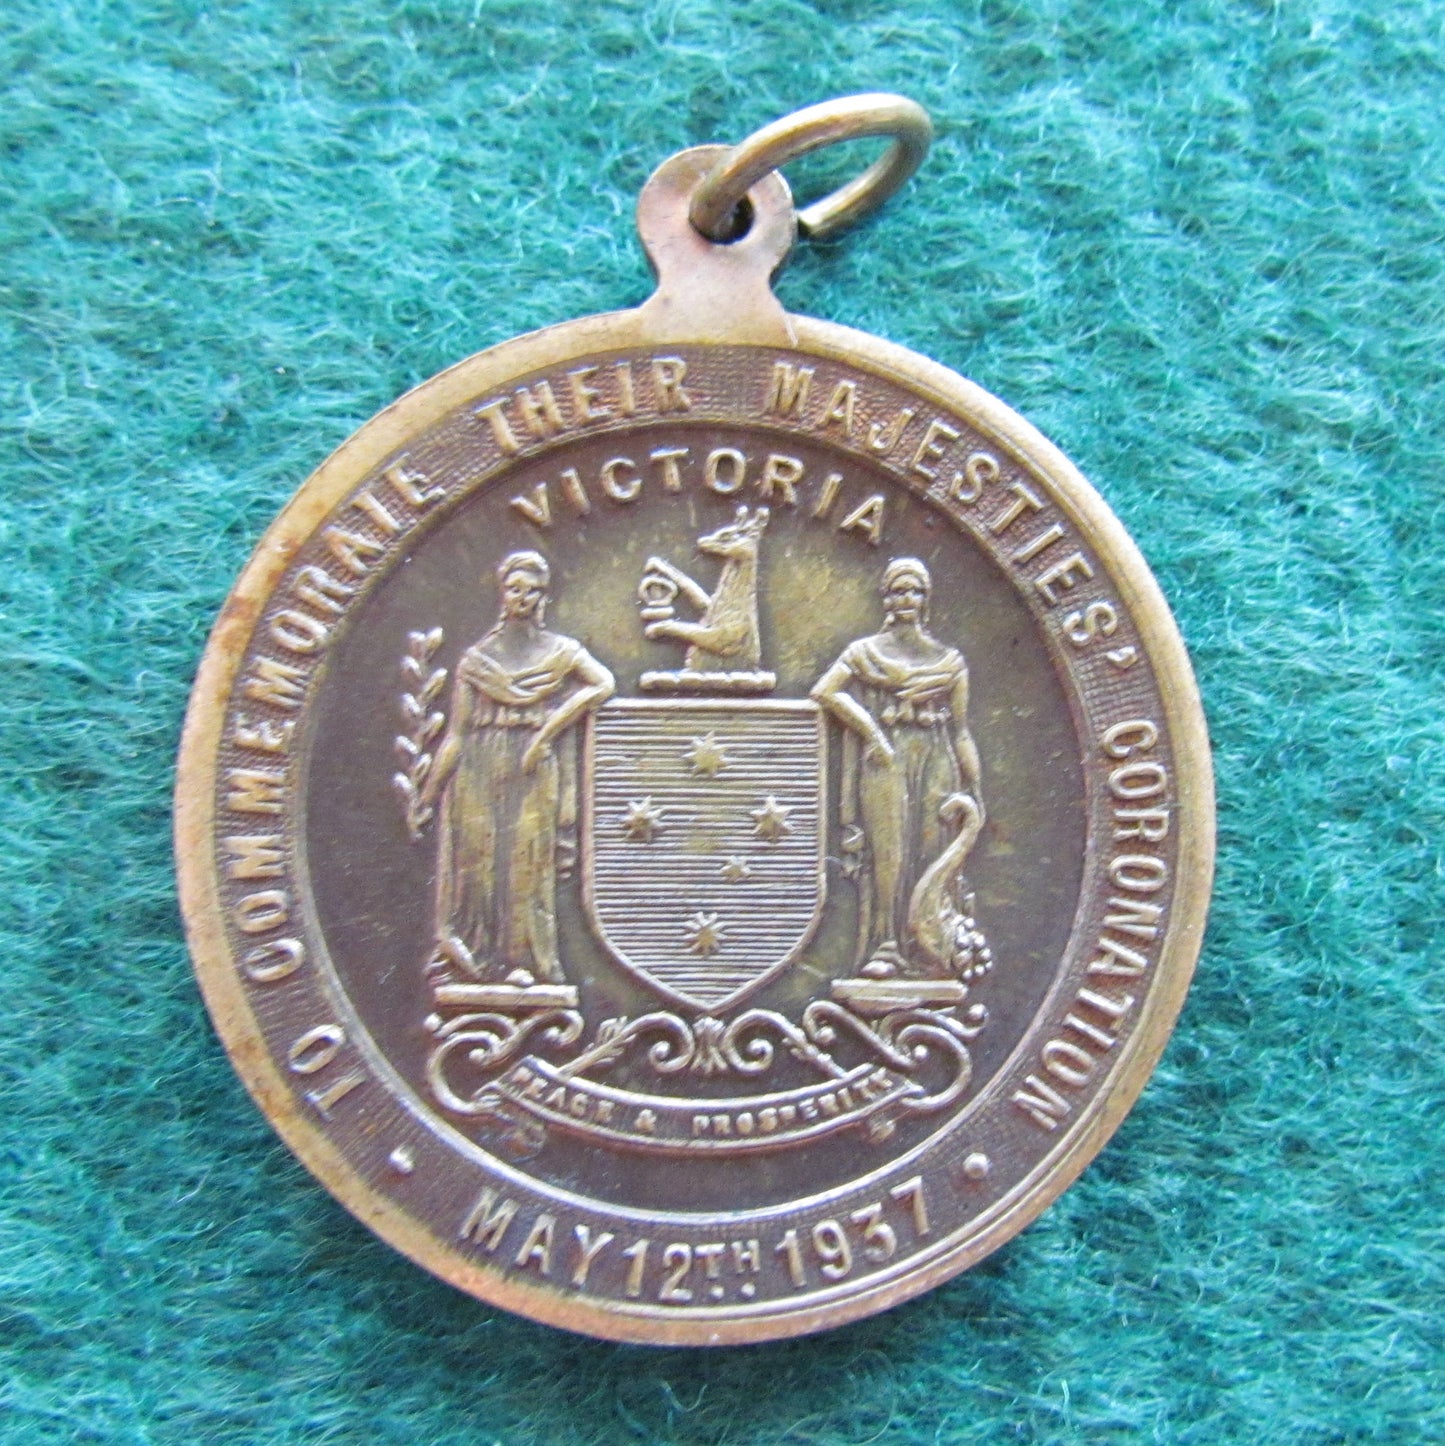 TO COMMEMORATE THEIR MAJESTIES' CORONATION
VICTORIA
PEACE & PROSPERITY
• MAY 12TH. 1937 •